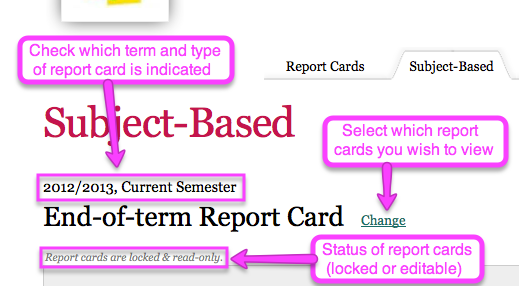 Check which term and type
of report card is indicated
Report Cards
Subject-Based
Subject-Based
Select which report
cards you wish to view
2012/2013, Current Semester
End-of-term Report Card
Change
Report cards are locked & read-only.
Status of report cards
(locked or editable)